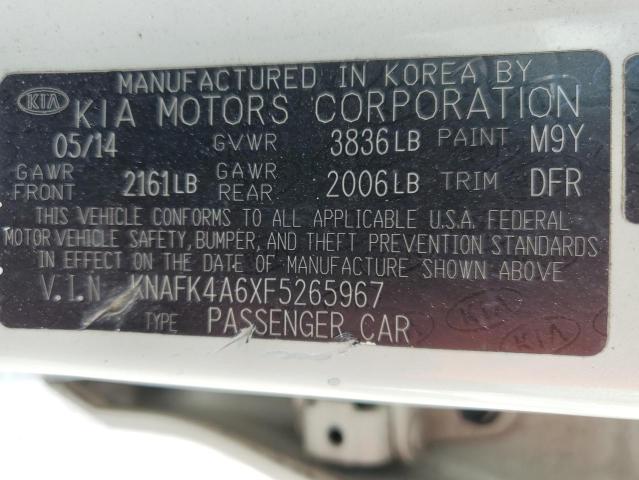 MANUFACTURED IN KOREA BY
KIA KIA MOTORS CORPORATION
05/14 GVWR 3836LB PAINT M9Y
GAWR FRONT 2161LB GAWR REAR 2006LB TRIM DFR
THIS VEHICLE CONFORMS TO ALL APPLICABLE U.S.A. FEDERAL
MOTOR VEHICLE SAFETY, BUMPER, AND THEFT PREVENTION STANDARDS
IN EFFECT ON THE DATE OF MANUFACTURE SHOWN ABOVE
V.I.N KNAFK4A6XF5265967
TYPE PASSENGER CAR